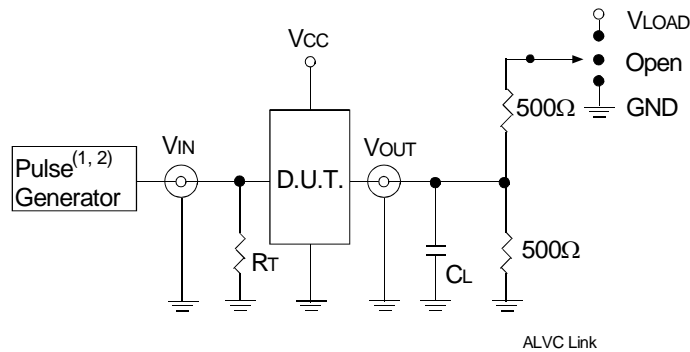 VLOAD
VCC
Open
500Ω
GND
VIN
VOUT
Pulse(1, 2)
Generator
D.U.T.
RT
CL
500Ω
ALVC Link